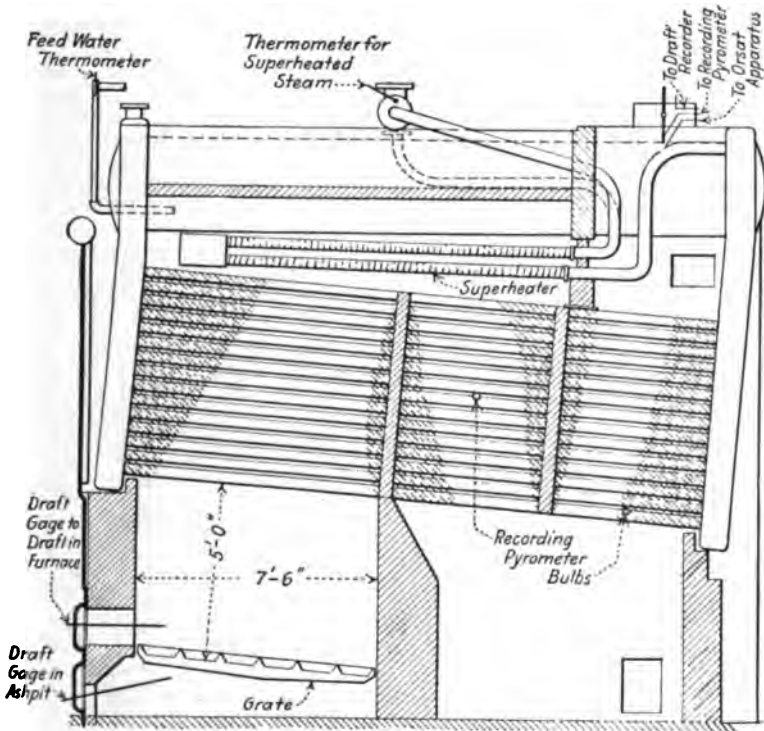 Feed Water
Thermometer
Thermometer for
Superheated
Steam
To Draft
Recorder
To Recording
Pyrometer
To Orsat
Apparatus
Superheater
Draft
Gage to
Draft in
Furnace
5'-0"
7'-6"
Recording
Pyrometer
Bulbs
Draft
Gage in
Ashpit
Grate